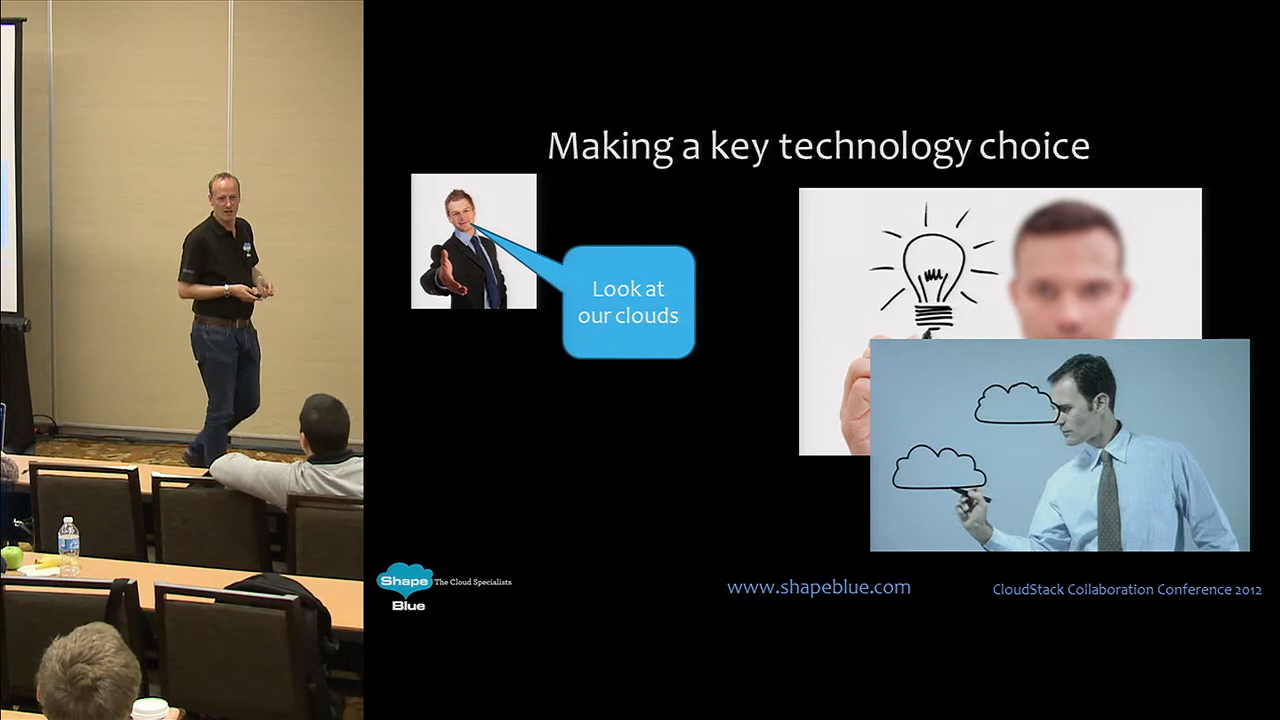 Making a key technology choice
Look at
our clouds
Shape
Blue
The Cloud Specialists
www.shapeblue.com
CloudStack Collaboration Conference 2012